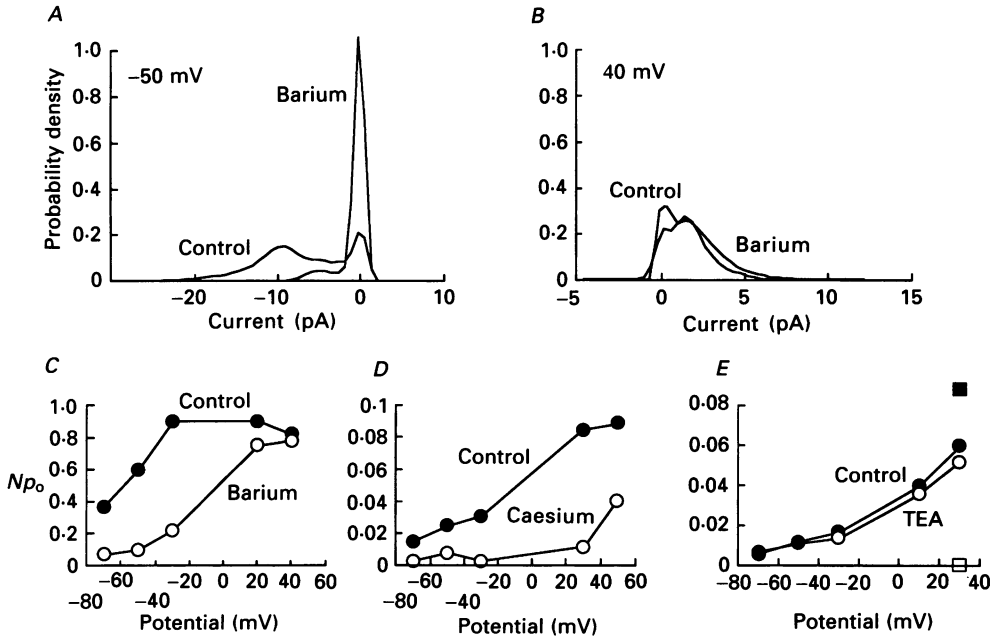 A
−50 mV
Barium
Control
Probability density
1·0
0·8
0·6
0·4
0·2
0
−20 −10 0 10
Current (pA)
B
40 mV
Control
Barium
1·0
0·8
0·6
0·4
0·2
0
−5 0 5 10 15
Current (pA)
C
Control
Barium
Npo
1·0
0·8
0·6
0·4
0·2
0
−60 −20 0 20 40 60
−80 −40
Potential (mV)
D
Control
Caesium
0·1
0·08
0·06
0·04
0·02
0
−60 −20 0 20 40 60
−80 −40
Potential (mV)
E
Control
TEA
0·08
0·06
0·04
0·02
0
−80 −60 −40 −20 0 20 40
Potential (mV)